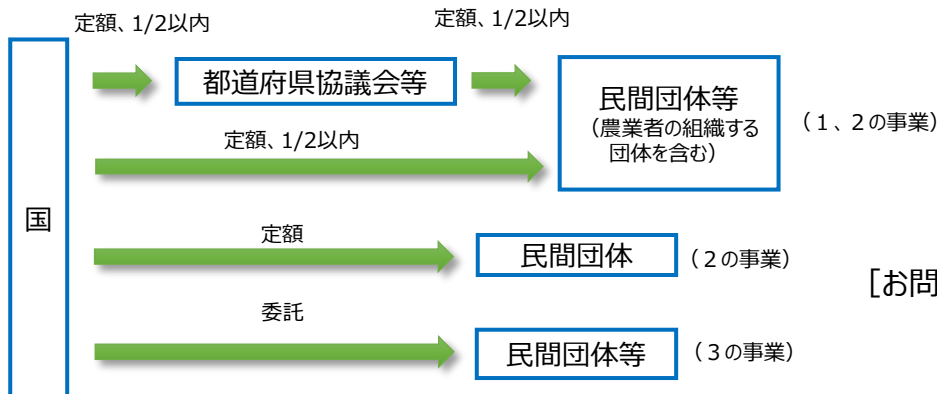 定額、1/2以内
定額、1/2以内
都道府県協議会等
民間団体等
（農業者の組織する
団体を含む）
（１、２の事業）
定額、1/2以内
国
定額
民間団体
（２の事業）
［お問
委託
民間団体等
（３の事業）